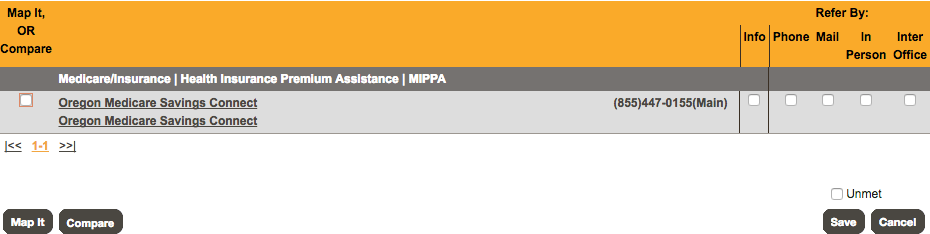 Map It,
OR
Compare
Refer By:
Info
Phone
Mail
In
Person
Inter
Office
Medicare/Insurance | Health Insurance Premium Assistance | MIPPA
Oregon Medicare Savings Connect (855)447-0155(Main)
Oregon Medicare Savings Connect
|<< 1-1 >>|
Unmet
Map It Compare Save Cancel